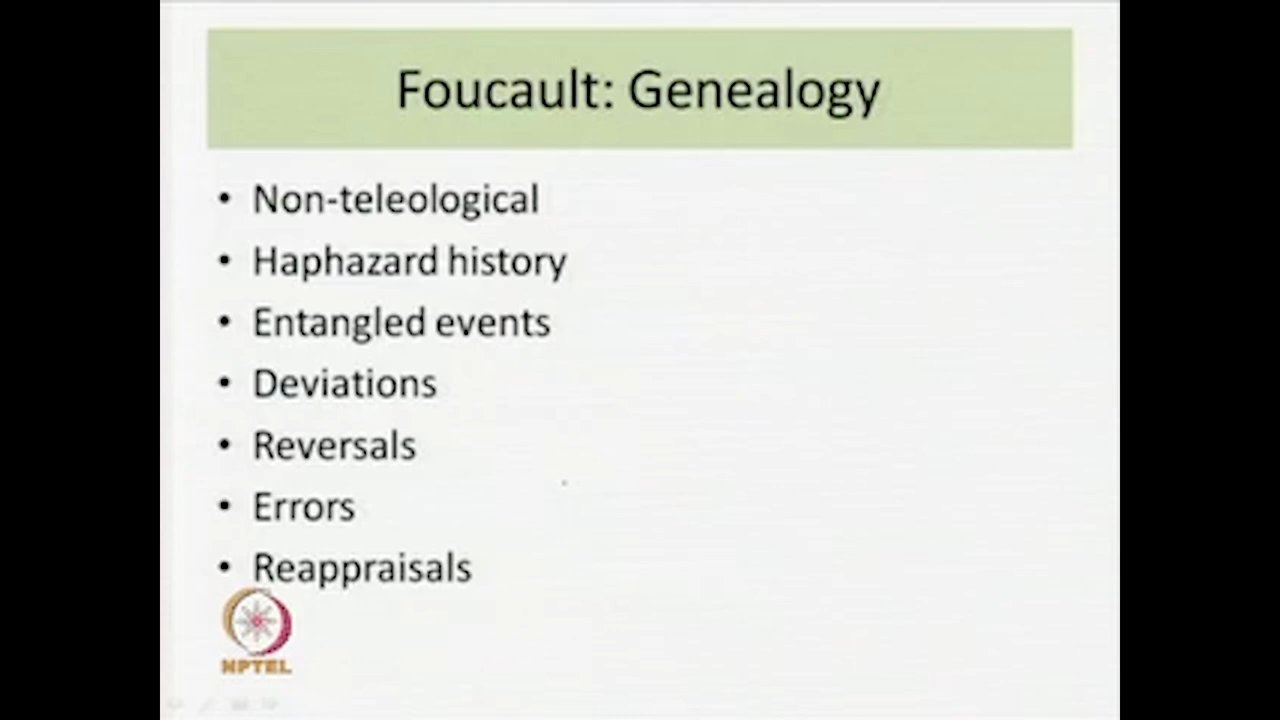 Foucault: Genealogy
• Non-teleological
• Haphazard history
• Entangled events
• Deviations
• Reversals
• Errors
• Reappraisals
NPTEL